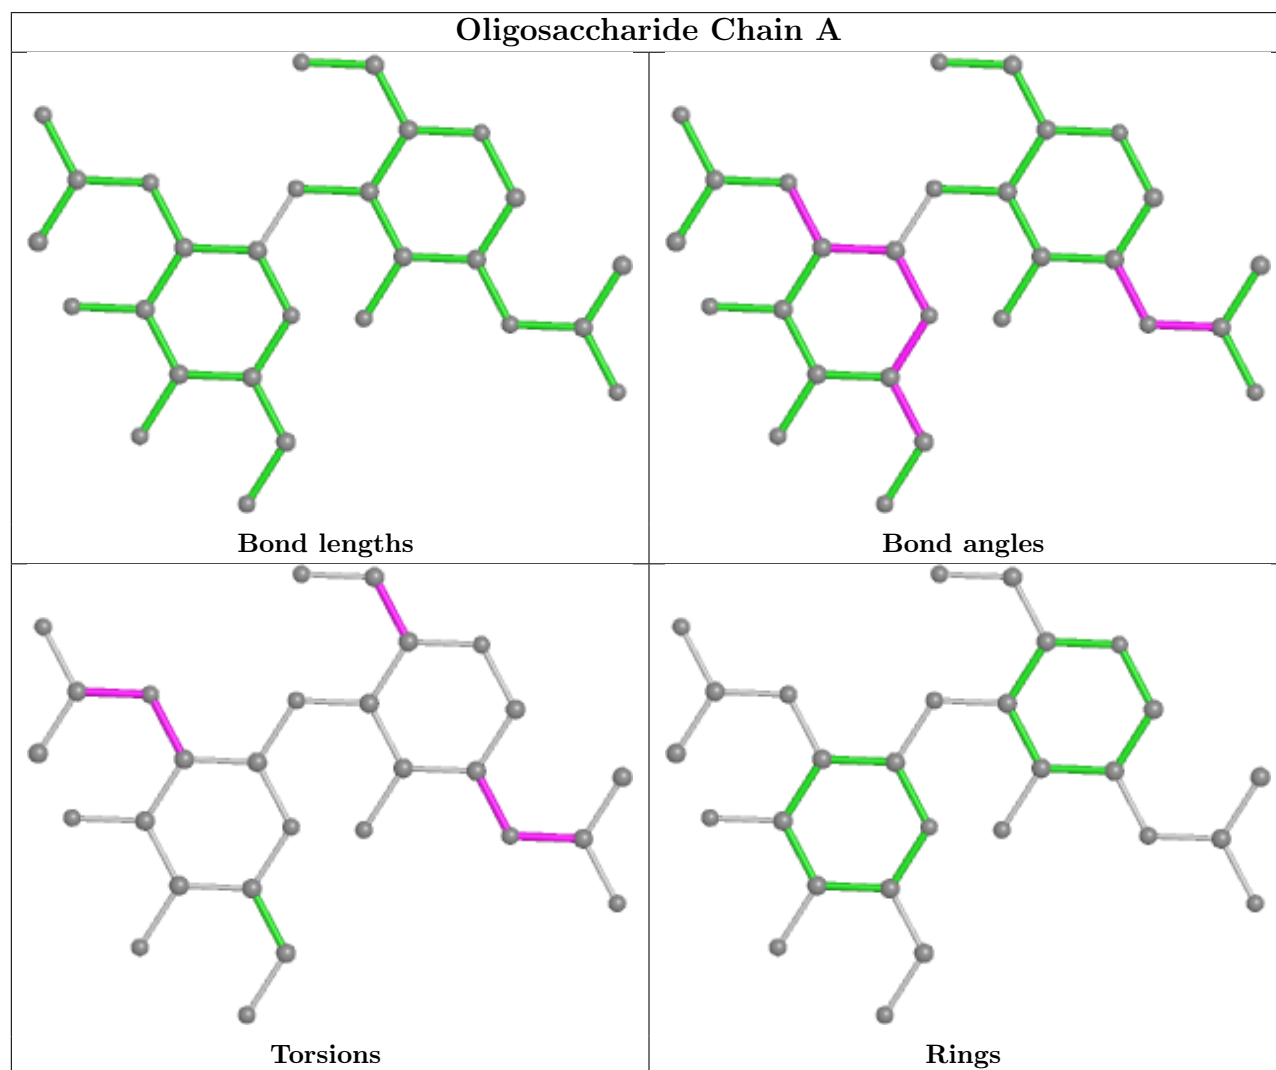 Oligosaccharide Chain A
Bond lengths
Bond angles
Torsions
Rings